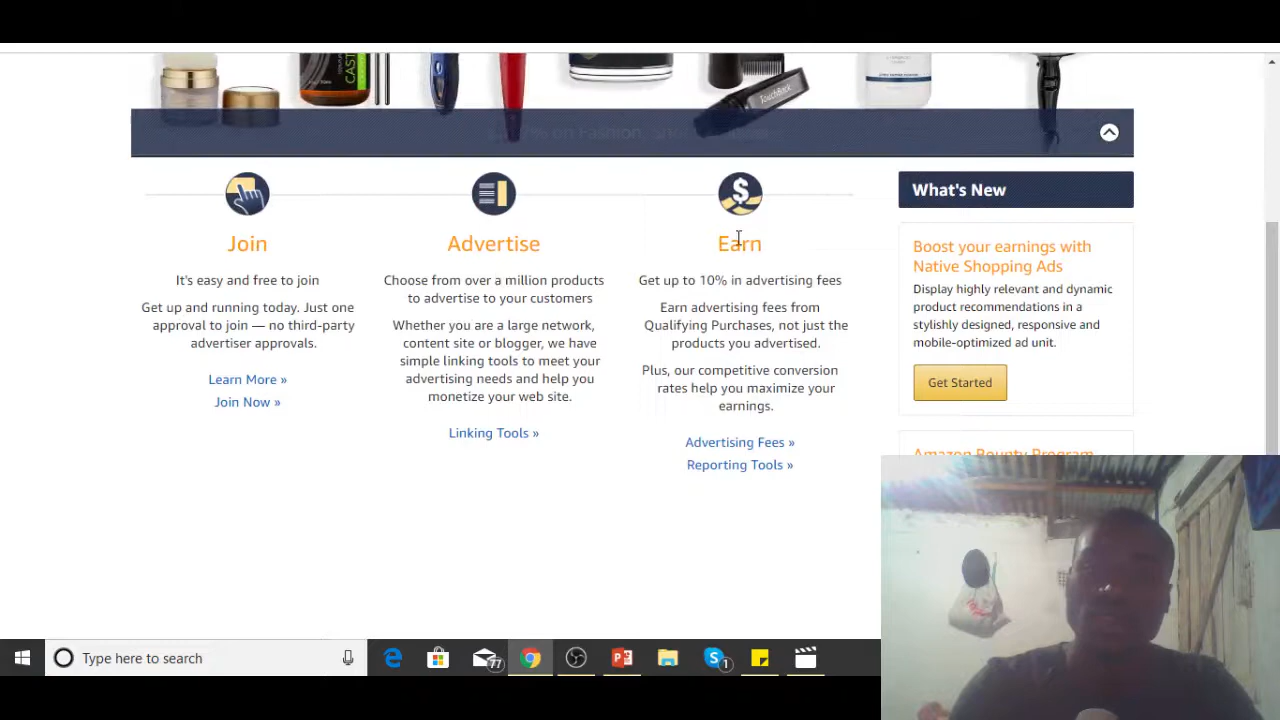 CAST
TouchBack
% on Fashion, Sho
What's New
Join
Advertise
Earn
It's easy and free to join
Get up and running today. Just one
approval to join — no third-party
advertiser approvals.
Learn More »
Join Now »
Choose from over a million products
to advertise to your customers
Whether you are a large network,
content site or blogger, we have
simple linking tools to meet your
advertising needs and help you
monetize your web site.
Linking Tools »
Get up to 10% in advertising fees
Earn advertising fees from
Qualifying Purchases, not just the
products you advertised.
Plus, our competitive conversion
rates help you maximize your
earnings.
Advertising Fees »
Reporting Tools »
Boost your earnings with
Native Shopping Ads
Display highly relevant and dynamic
product recommendations in a
stylishly designed, responsive and
mobile-optimized ad unit.
Get Started
Amazon Bounty Program
Type here to search
77
1